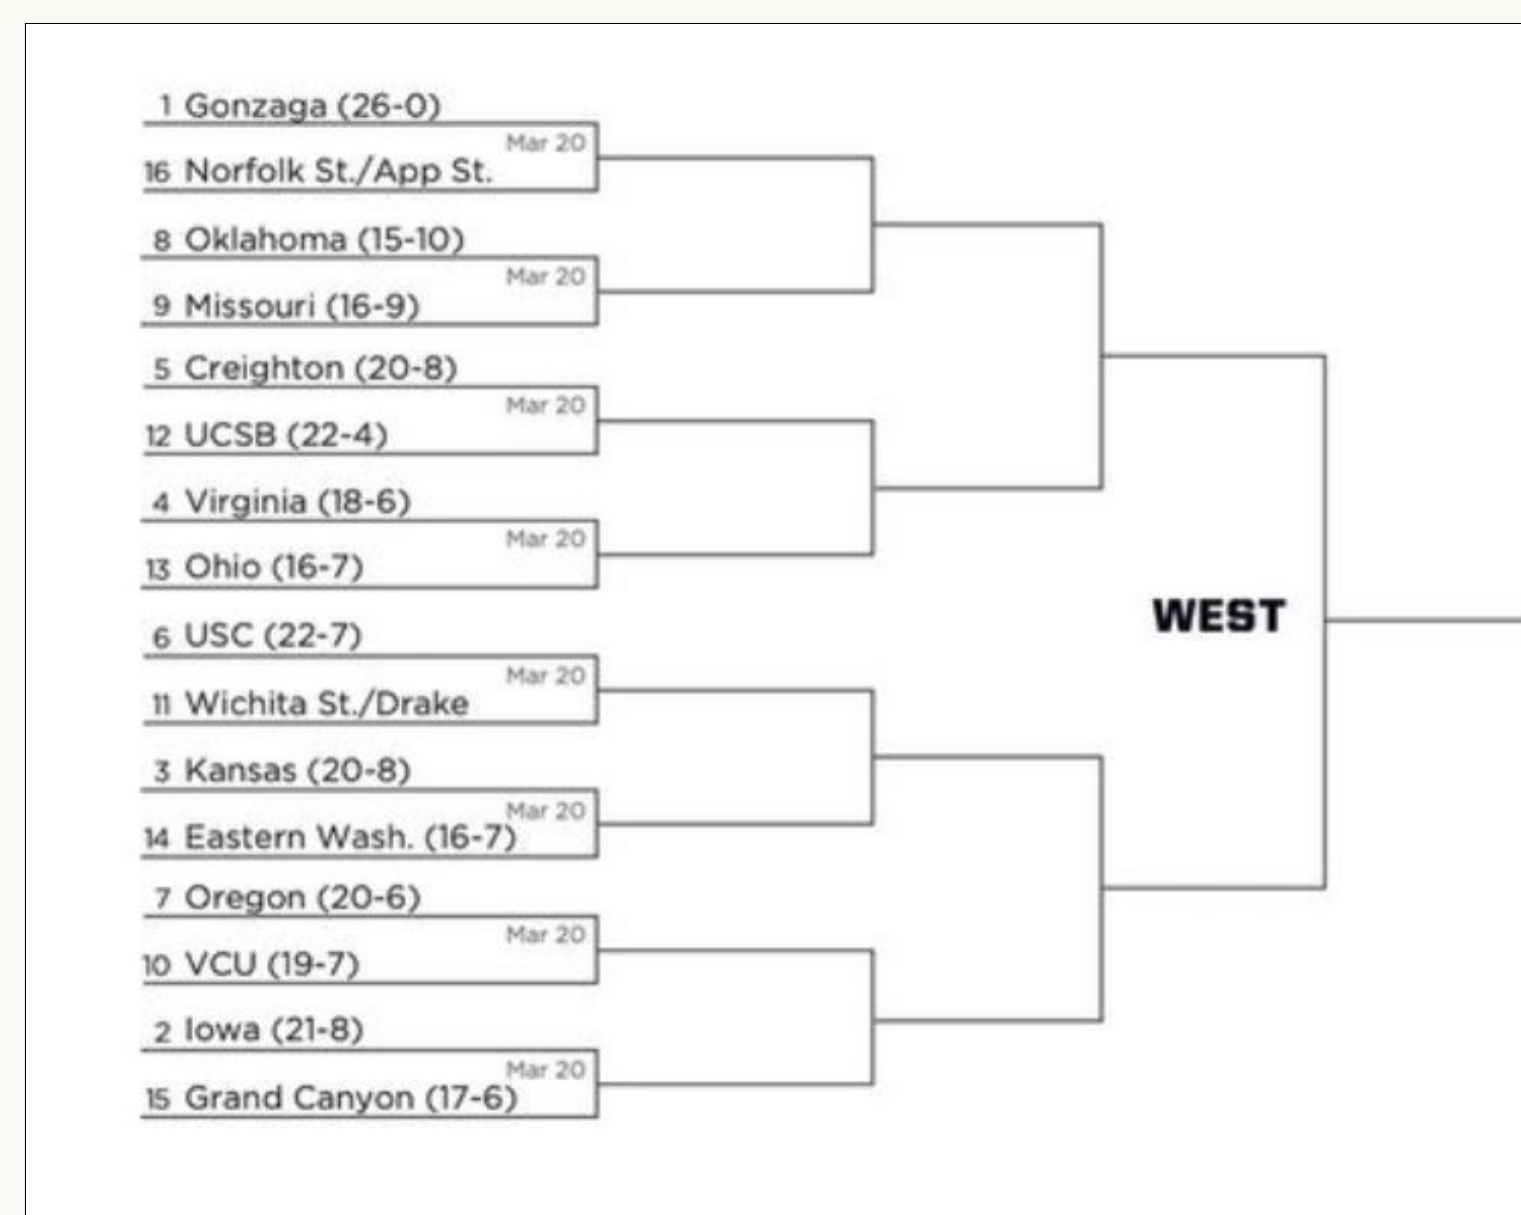 1 Gonzaga (26-0)
Mar 20
16 Norfolk St./App St.
8 Oklahoma (15-10)
Mar 20
9 Missouri (16-9)
5 Creighton (20-8)
Mar 20
12 UCSB (22-4)
4 Virginia (18-6)
Mar 20
13 Ohio (16-7)
WEST
6 USC (22-7)
Mar 20
11 Wichita St./Drake
3 Kansas (20-8)
Mar 20
14 Eastern Wash. (16-7)
7 Oregon (20-6)
Mar 20
10 VCU (19-7)
2 Iowa (21-8)
Mar 20
15 Grand Canyon (17-6)